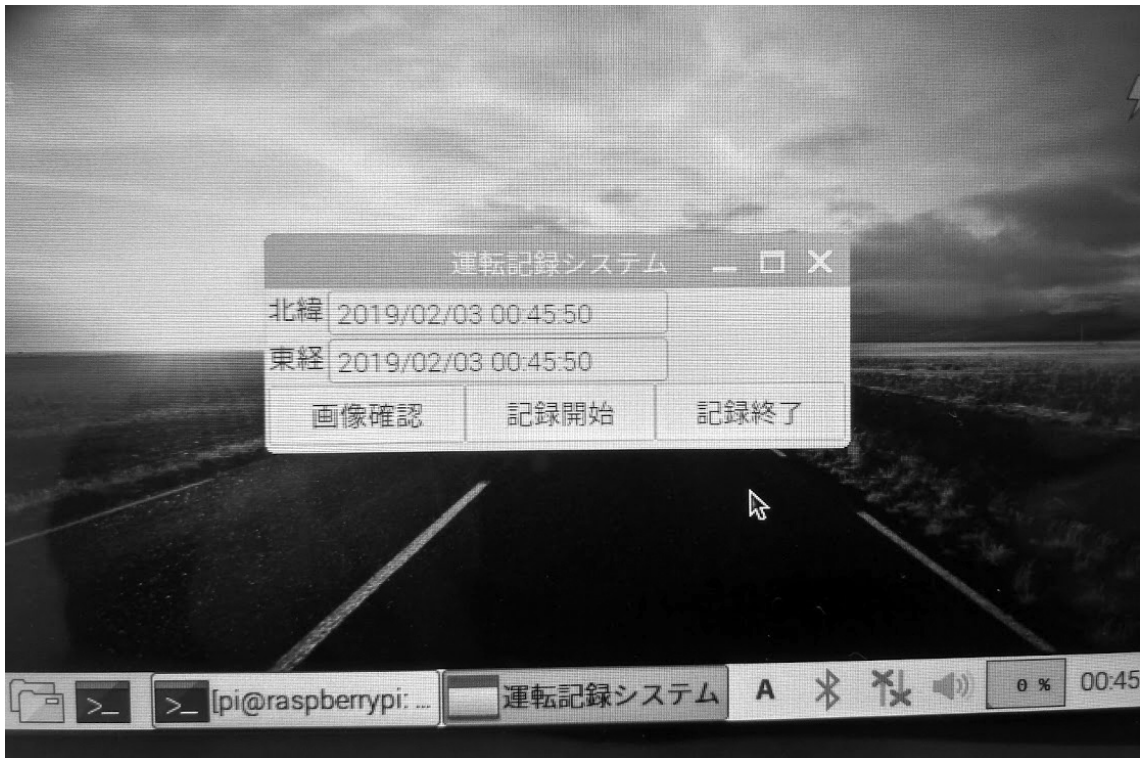 運転記録システム
北緯 2019/02/03 00:45:50
東経 2019/02/03 00:45:50
画像確認 記録開始 記録終了
>_ >_ [pi@raspberrypi: ... 運転記録システム A 0 % 00:45